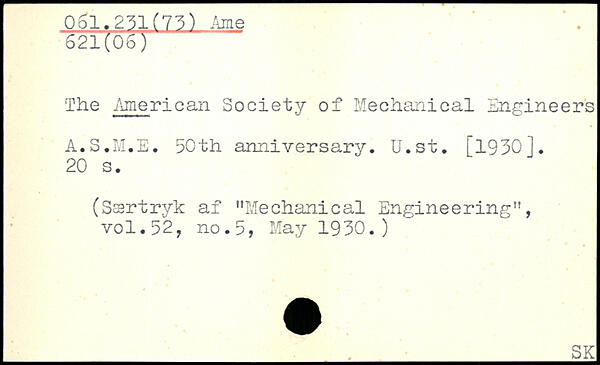 061.231(73) Ame
621(06)
The American Society of Mechanical Engineers
A.S.M.E. 50th anniversary. U.st. [1930].
20 s.
(Særtryk af "Mechanical Engineering",
vol.52, no.5, May 1930.)
SK